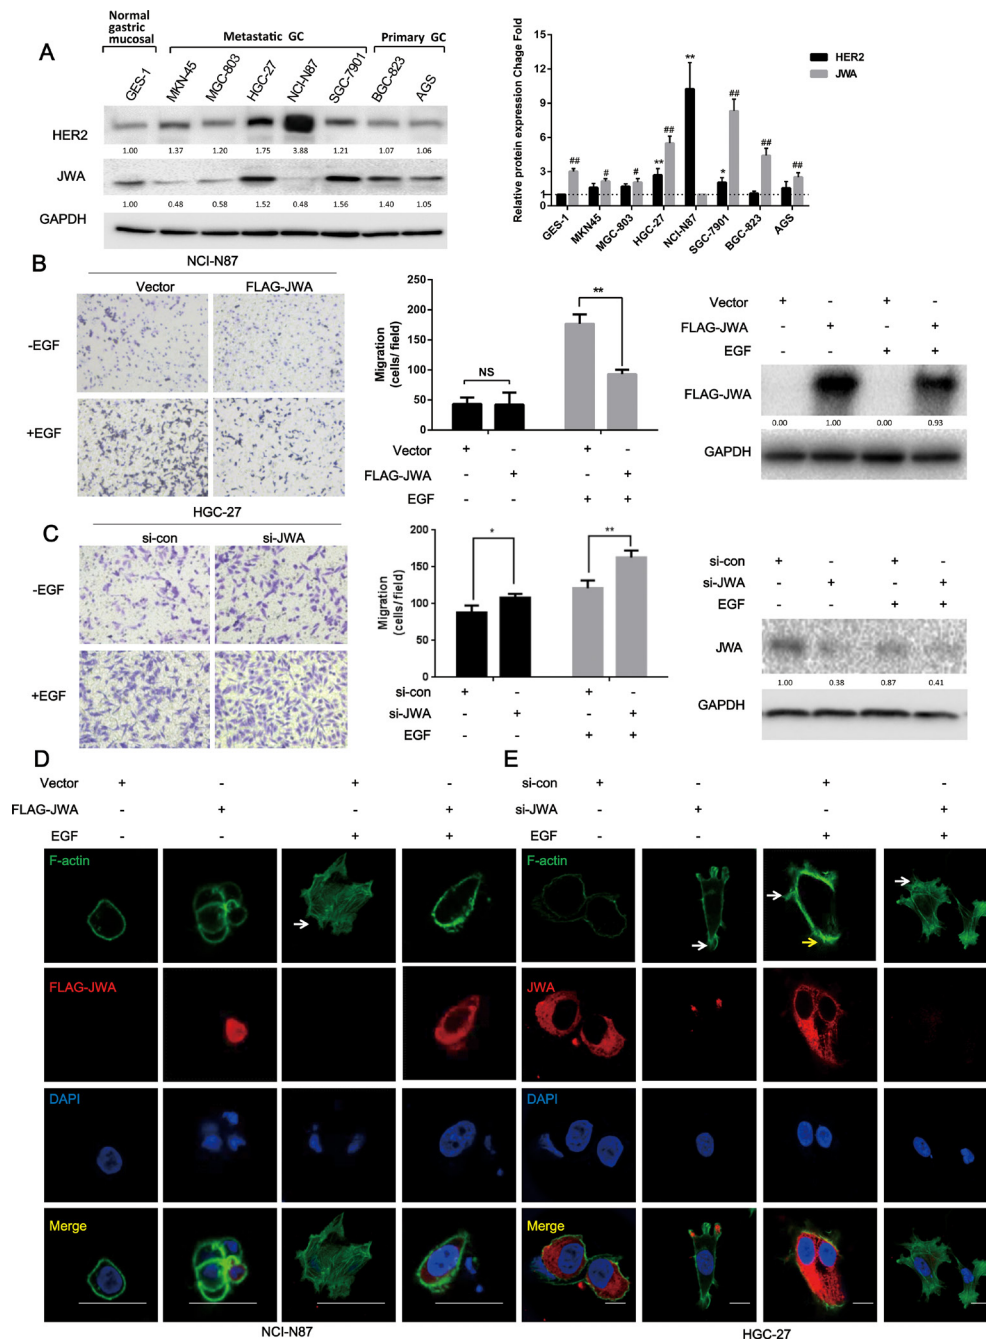 A
Normal gastric mucosal
Metastatic GC
Primary GC
GES-1 MKN-45 MGC-803 HGC-27 NCI-N87 SGC-7901 BGC-823 AGS
HER2
1.00 1.37 1.20 1.75 3.88 1.21 1.07 1.06
JWA
1.00 0.48 0.58 1.52 0.48 1.56 1.40 1.05
GAPDH
Relative protein expression Chage Fold
15
12
9
6
3
1
HER2
JWA
## # # ** ## ** * ## ## ##
GES-1 MKN45 MGC-803 HGC-27 NCI-N87 SGC-7901 BGC-823 AGS
B
NCI-N87
Vector FLAG-JWA
-EGF
+EGF
Migration
(cells/ field)
250
200
150
100
50
0
NS
**
Vector + - + -
FLAG-JWA - + - +
EGF - - + +
Vector + - + -
FLAG-JWA - + - +
EGF - - + +
FLAG-JWA
0.00 1.00 0.00 0.93
GAPDH
C
HGC-27
si-con si-JWA
-EGF
+EGF
Migration
(cells/ field)
200
150
100
50
0
*
**
si-con + - + -
si-JWA - + - +
EGF - - + +
si-con + - + -
si-JWA - + - +
EGF - - + +
JWA
1.00 0.38 0.87 0.41
GAPDH
D
Vector + - + -
FLAG-JWA - + - +
EGF - - + +
F-actin
FLAG-JWA
DAPI
Merge
NCI-N87
E
si-con + - + -
si-JWA - + - +
EGF - - + +
F-actin
JWA
DAPI
Merge
HGC-27